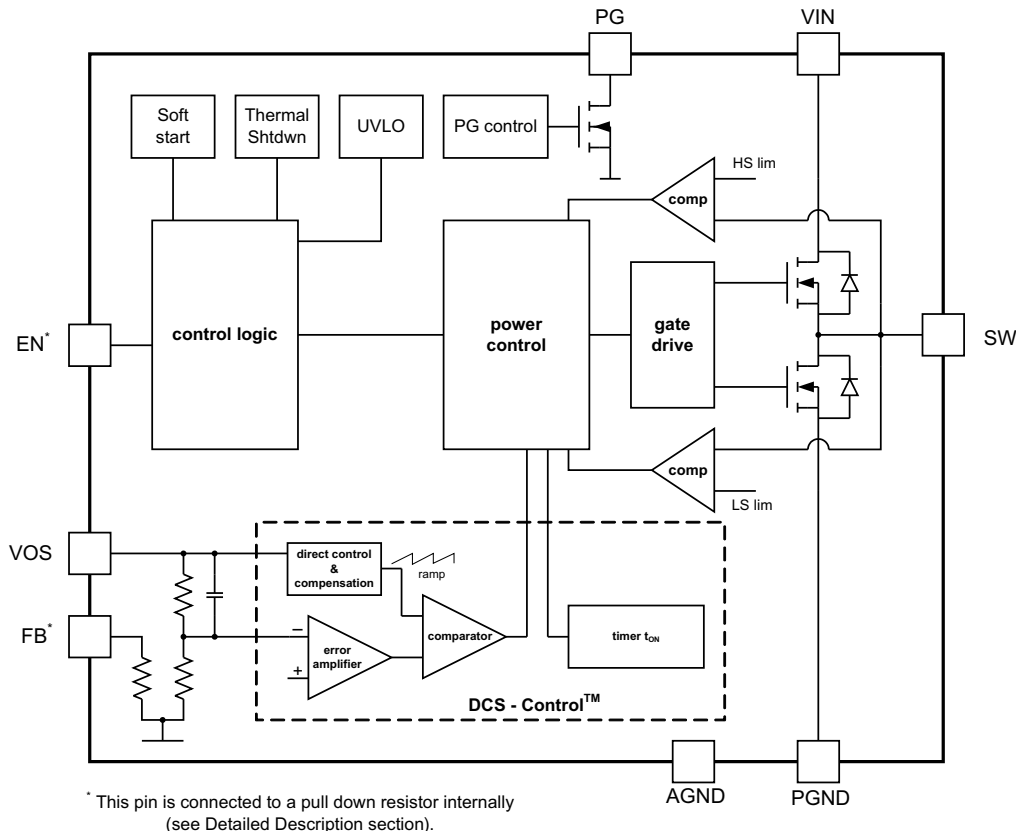 PG
VIN
Soft
start
Thermal
Shtdwn
UVLO
PG control
HS lim
comp
EN*
control logic
power
control
gate
drive
SW
comp
LS lim
VOS
direct control
&
compensation
ramp
FB*
−
+
error
amplifier
comparator
timer tON
DCS - Control™
AGND
PGND
* This pin is connected to a pull down resistor internally
(see Detailed Description section).